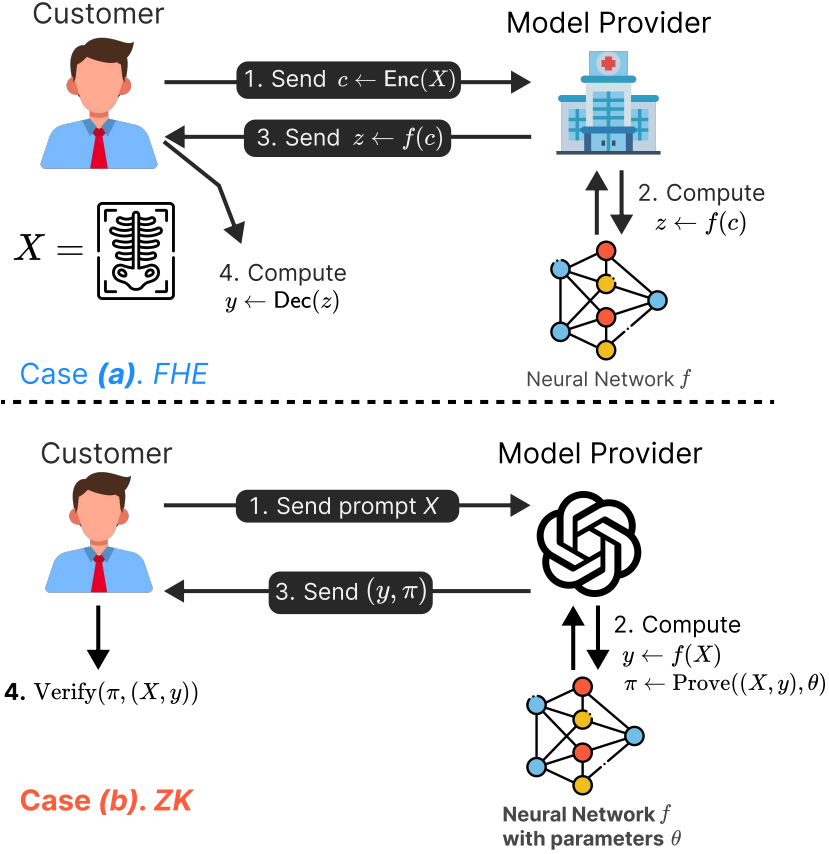 Customer
Model Provider
1. Send c ← Enc(X)
3. Send z ← f(c)
2. Compute
z ← f(c)
X =
4. Compute
y ← Dec(z)
Neural Network f
Case (a). FHE
Customer
Model Provider
1. Send prompt X
3. Send (y, π)
2. Compute
y ← f(X)
π ← Prove((X, y), θ)
4. Verify(π, (X, y))
Case (b). ZK
Neural Network f
with parameters θ